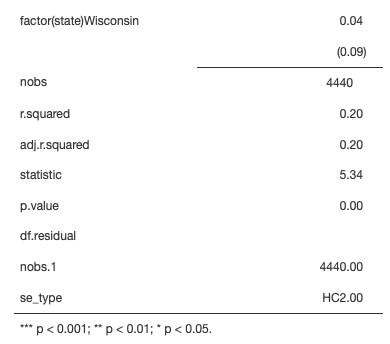 factor(state)Wisconsin 0.04
(0.09)
nobs 4440
r.squared 0.20
adj.r.squared 0.20
statistic 5.34
p.value 0.00
df.residual
nobs.1 4440.00
se_type HC2.00
*** p < 0.001; ** p < 0.01; * p < 0.05.